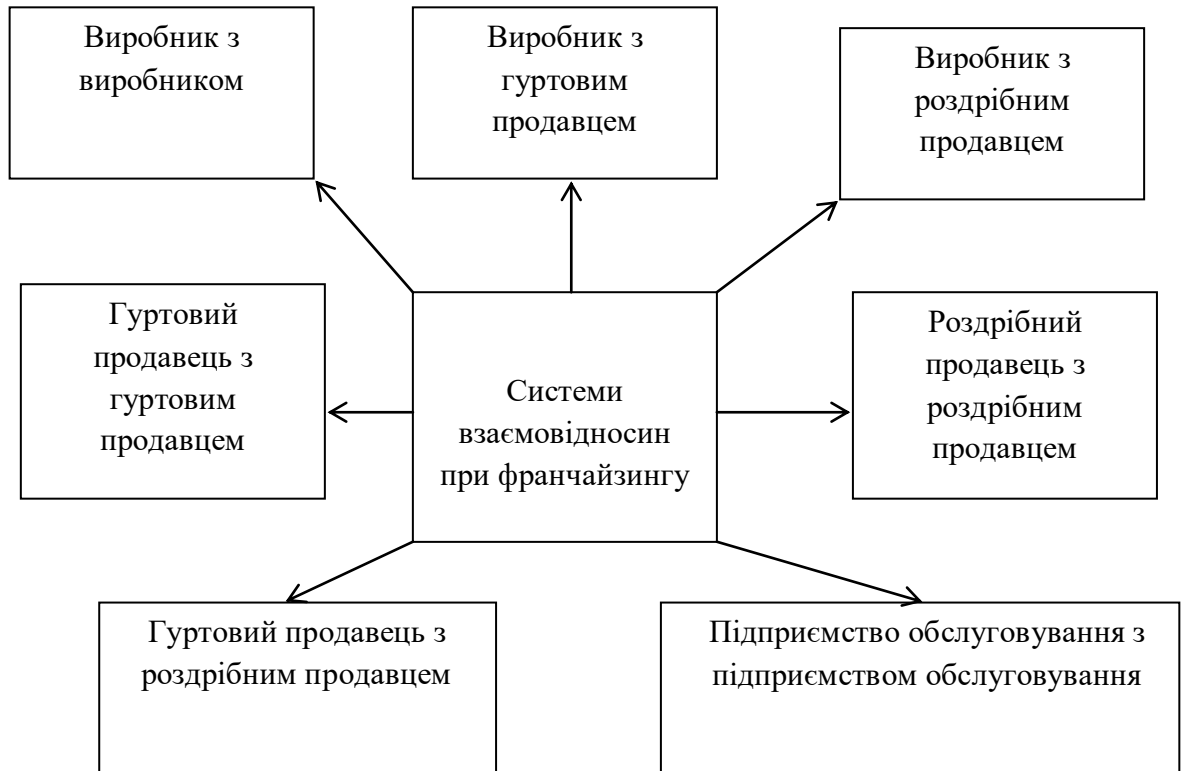 Виробник з
виробником
Виробник з
гуртовим
продавцем
Виробник з
роздрібним
продавцем
Гуртовий
продавець з
гуртовим
продавцем
Системи
взаємовідносин
при франчайзингу
Роздрібний
продавець з
роздрібним
продавцем
Гуртовий продавець з
роздрібним продавцем
Підприємство обслуговування з
підприємством обслуговування